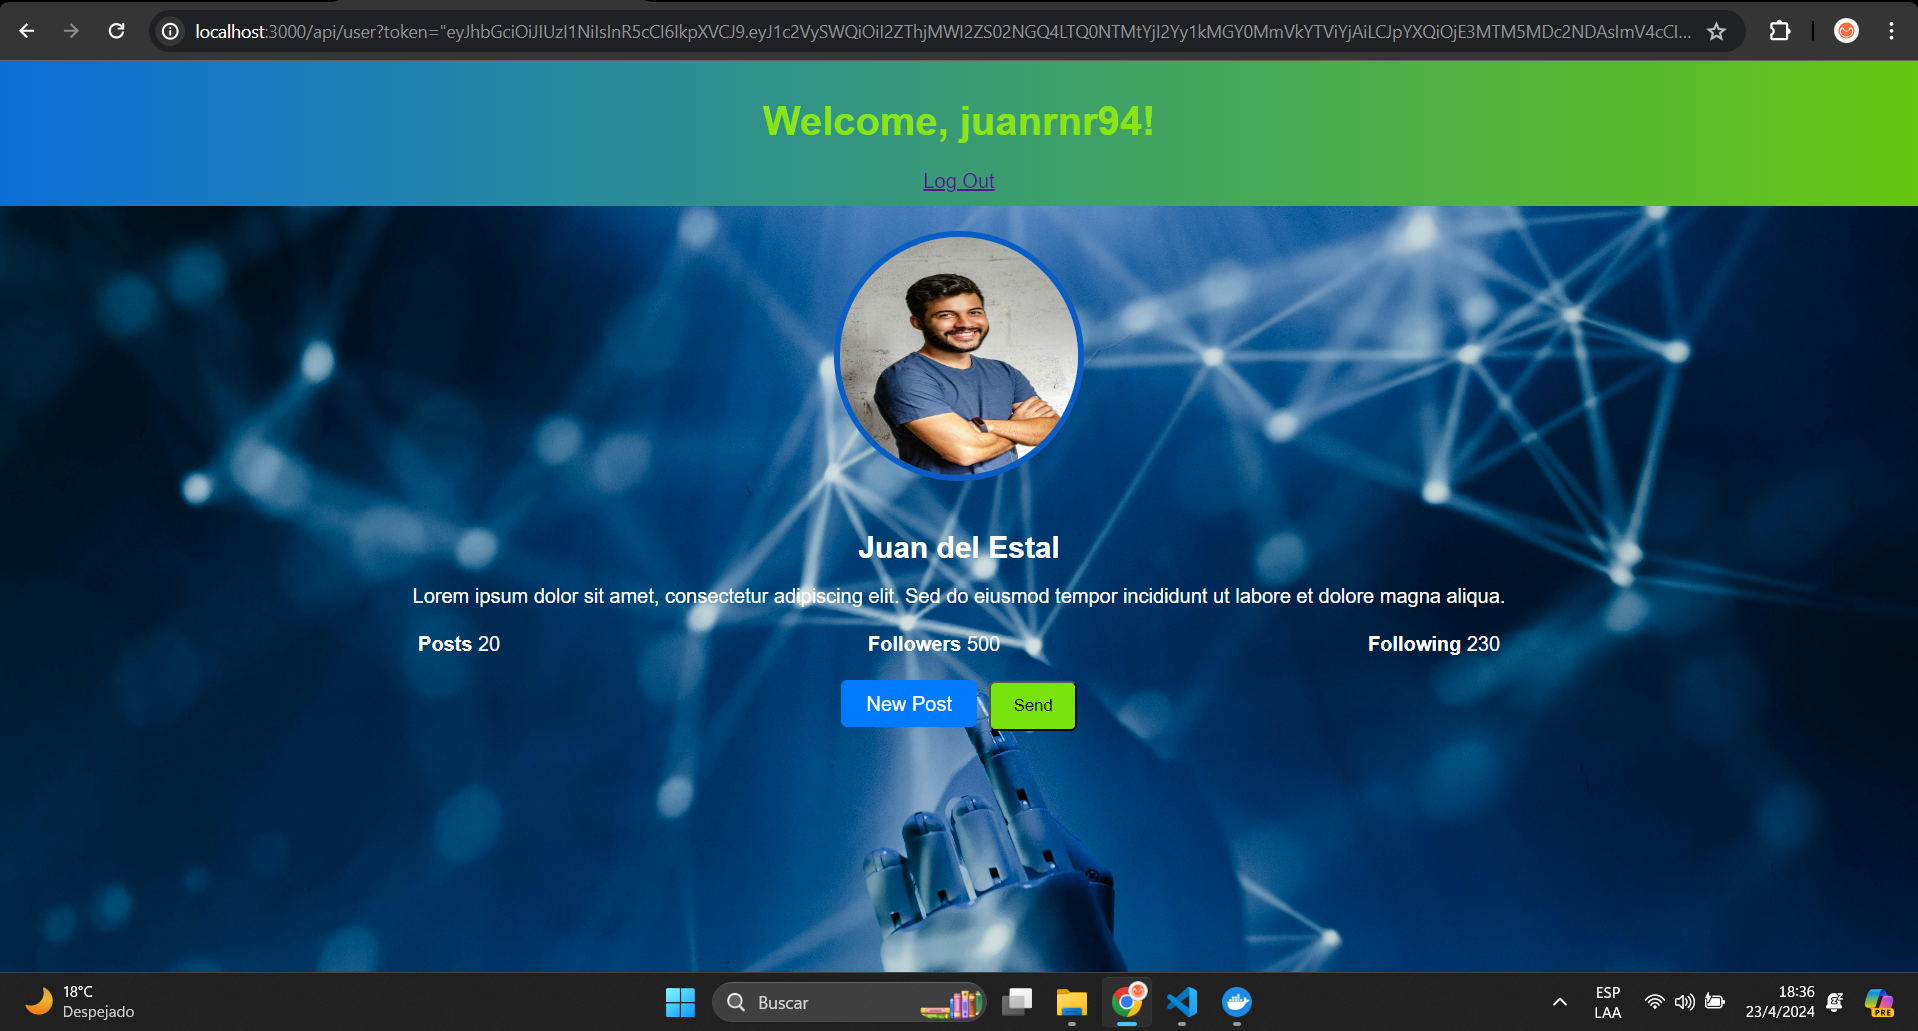 localhost:3000/api/user?token="eyJhbGciOiJIUzI1NiIsInR5cCI6IkpXVCJ9.eyJ1c2VySWQiOiI2ZThjMWI2ZS02NGQ4LTQ0NTMtYjI2Yy1kMGY0MmVkYTViYjAiLCJpYXQiOjE3MTM5MDc2NDAsImV4cCI...
Welcome, juanrnr94!
Log Out
Juan del Estal
Lorem ipsum dolor sit amet, consectetur adipiscing elit. Sed do eiusmod tempor incididunt ut labore et dolore magna aliqua.
Posts 20 Followers 500 Following 230
New Post Send
18°C
Despejado
Buscar
ESP
LAA
18:36
23/4/2024
PRE